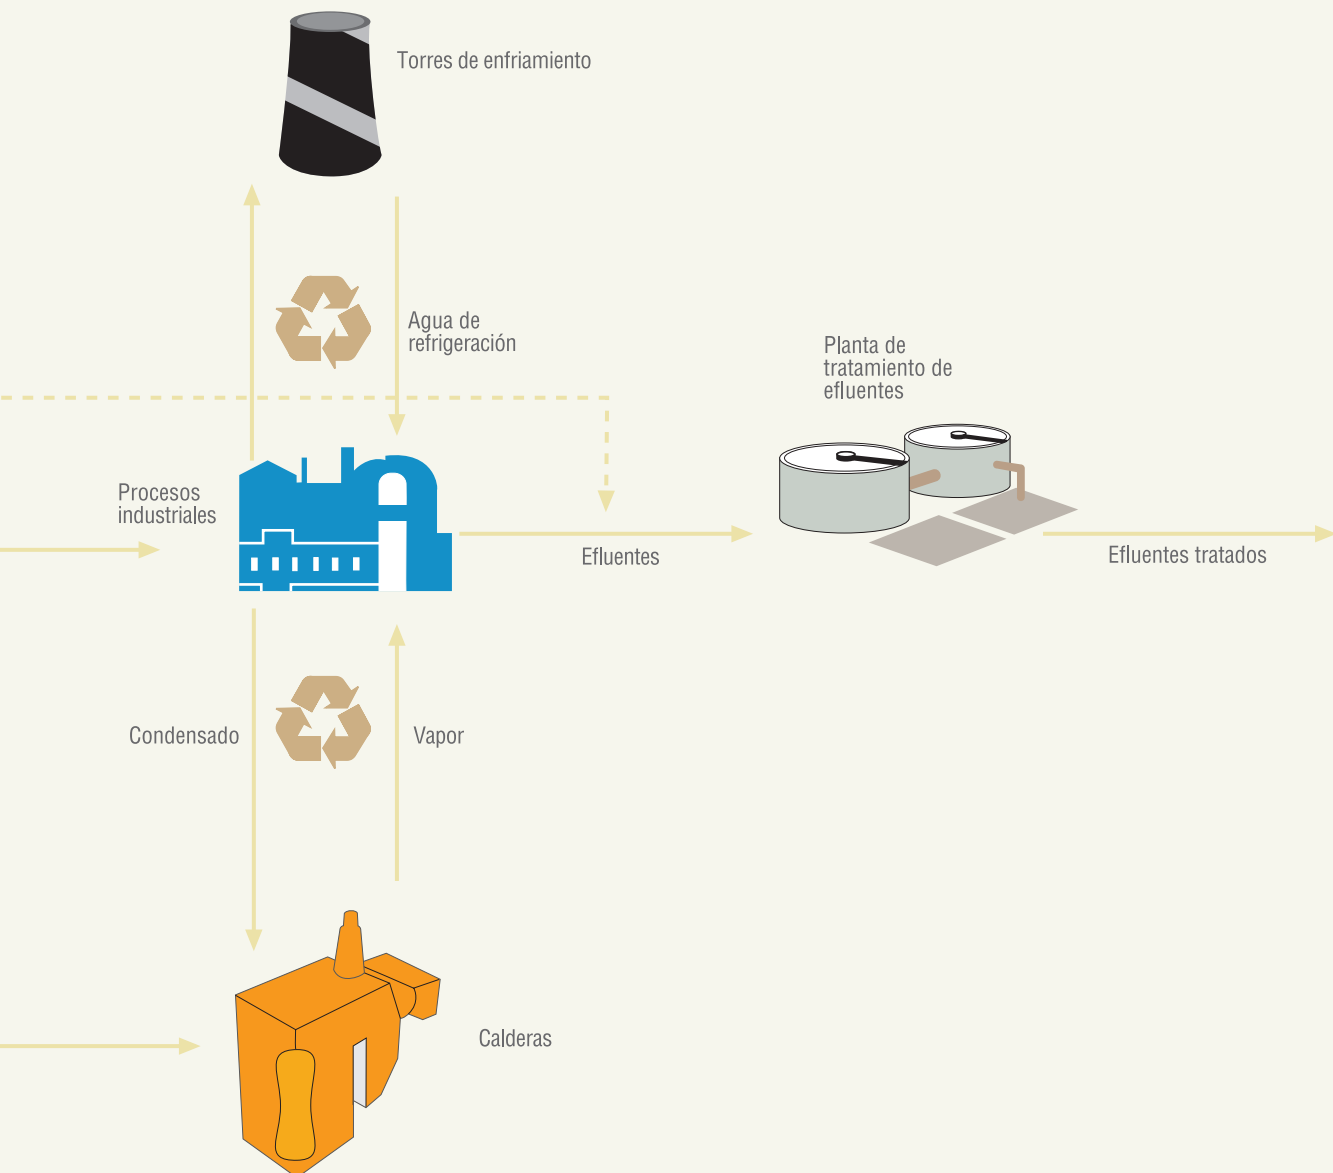 Torres de enfriamiento
Agua de
refrigeración
Planta de
tratamiento de
efluentes
Procesos
industriales
Efluentes
Efluentes tratados
Condensado
Vapor
Calderas